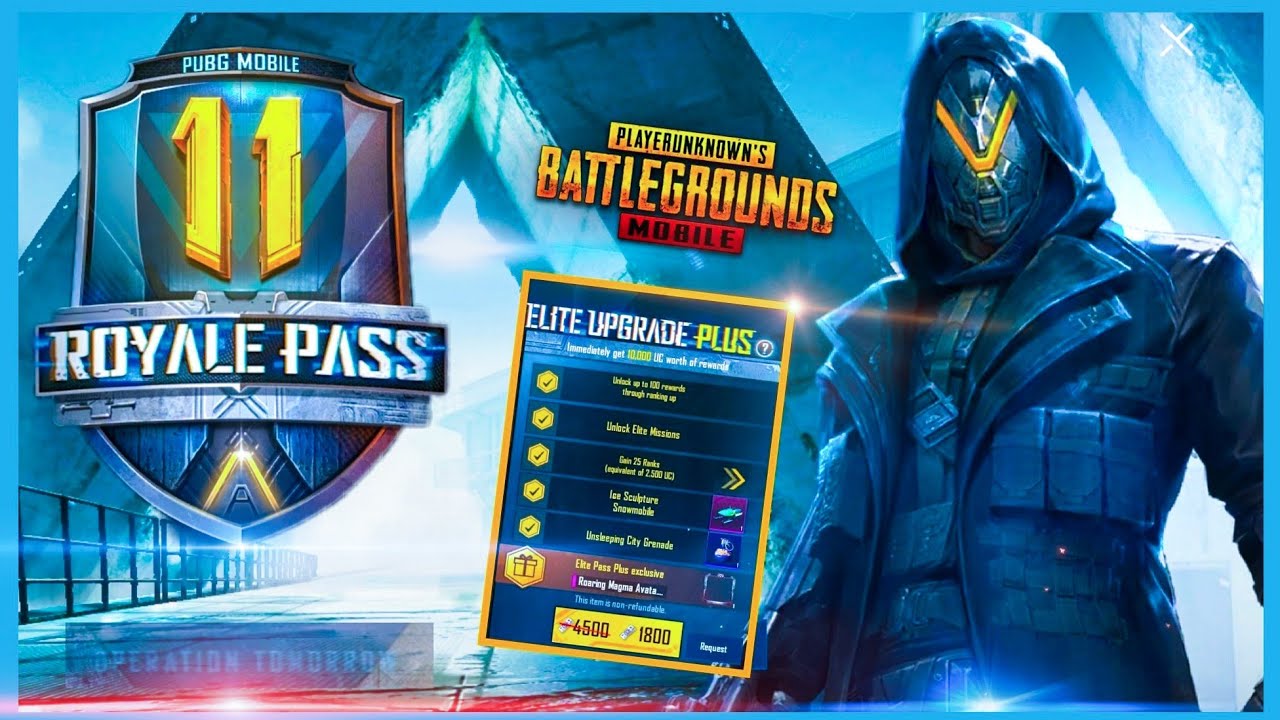 PUBG MOBILE
11
ROYALE PASS
PLAYERUNKNOWN'S
BATTLEGROUNDS
MOBILE
ELITE UPGRADE PLUS ?
Immediately get 10,000 UC worth of rewards
Unlock up to 100 rewards
through ranking up
Unlock Elite Missions
Gain 25 Ranks
(equivalent of 2,500 UC)
Ice Sculpture
Snowmobile
1
Unsleeping City Grenade
1
Elite Pass Plus exclusive
Roaring Magma Avata...
This item is non-refundable.
4500 1800
Request
OPERATION TOMORROW